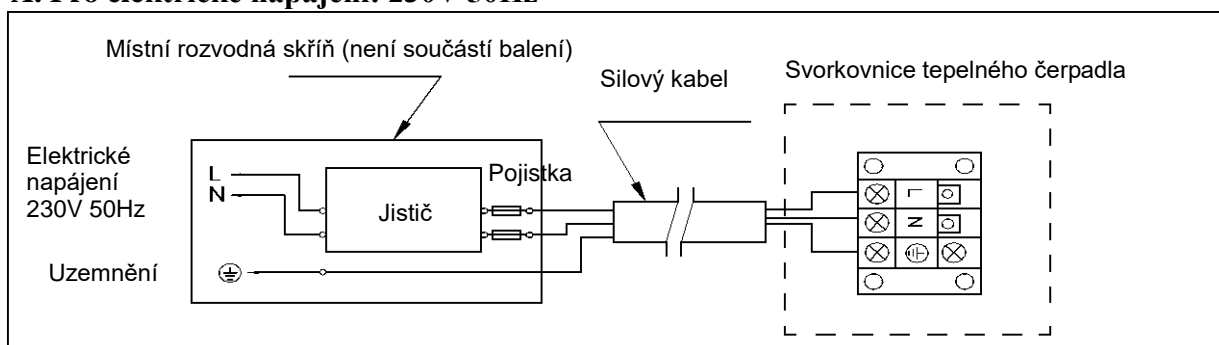 A. Pro elektrické napájení: 230V 50Hz
Místní rozvodná skříň (není součástí balení)
Silový kabel
Svorkovnice tepelného čerpadla
Elektrické
napájení
230V 50Hz
L
N
Pojistka
Jistič
Uzemnění
L
N